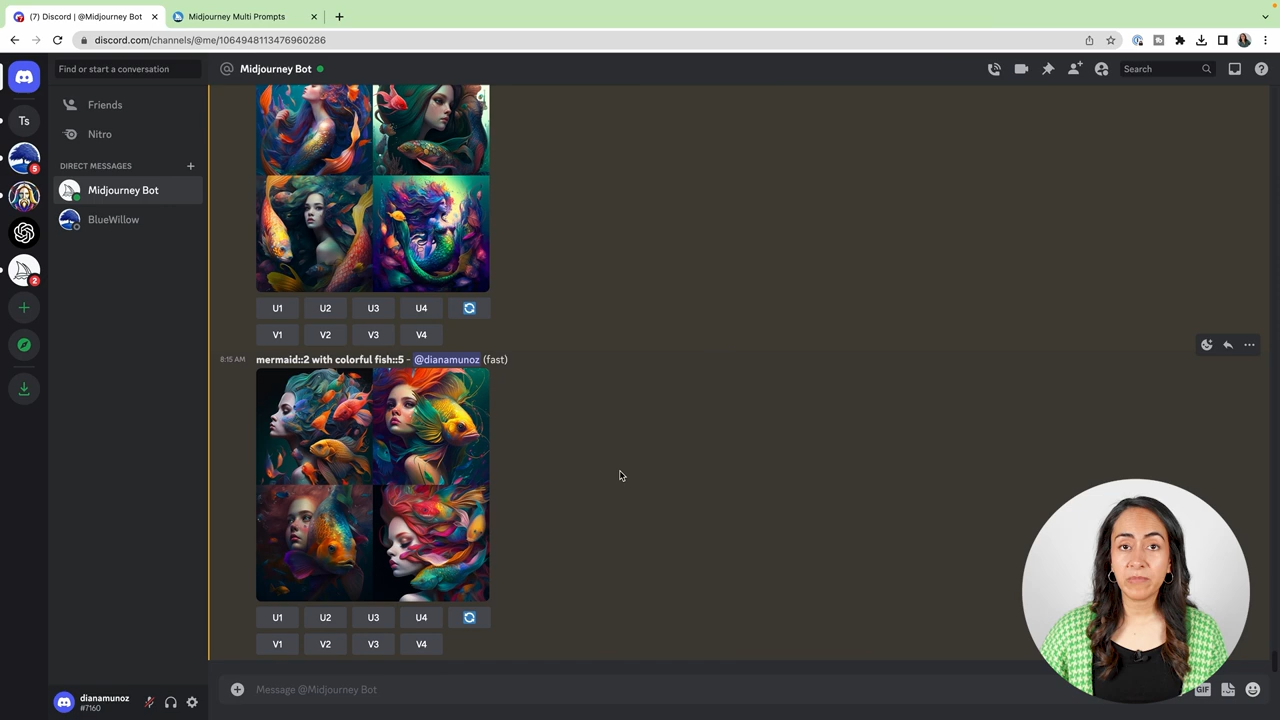 (7) Discord | @Midjourney Bot
Midjourney Multi Prompts
discord.com/channels/@me/1064948113476960286
Find or start a conversation
Midjourney Bot
Search
Friends
Ts
Nitro
DIRECT MESSAGES
5
Midjourney Bot
BlueWillow
2
U1 U2 U3 U4
V1 V2 V3 V4
8:15 AM mermaid::2 with colorful fish::5 - @dianamunoz (fast)
U1 U2 U3 U4
V1 V2 V3 V4
Message @Midjourney Bot
GIF
dianamunoz
#7160